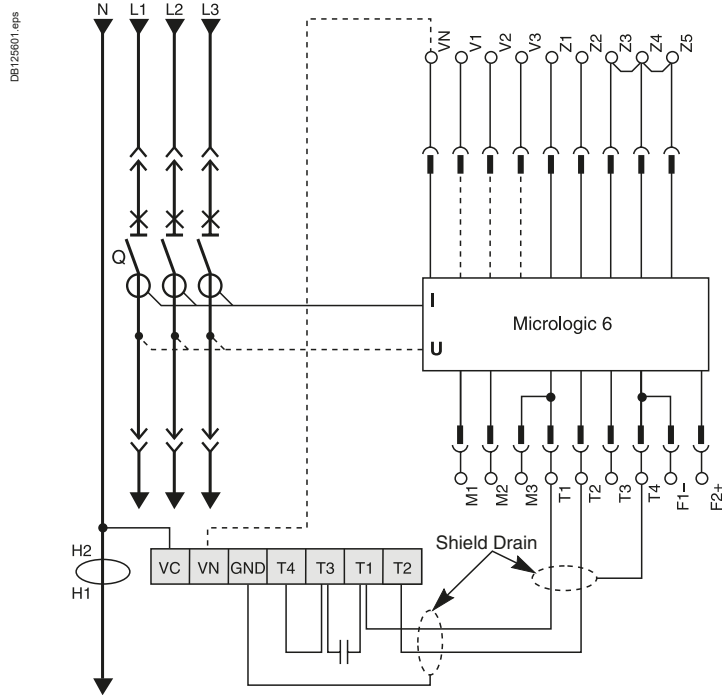 DB125601.eps
N L1 L2 L3
VN V1 V2 V3 Z1 Z2 Z3 Z4 Z5
Q
I
Micrologic 6
U
M1 M2 M3 T1 T2 T3 T4 F1– F2+
Shield Drain
H2
H1
VC VN GND T4 T3 T1 T2